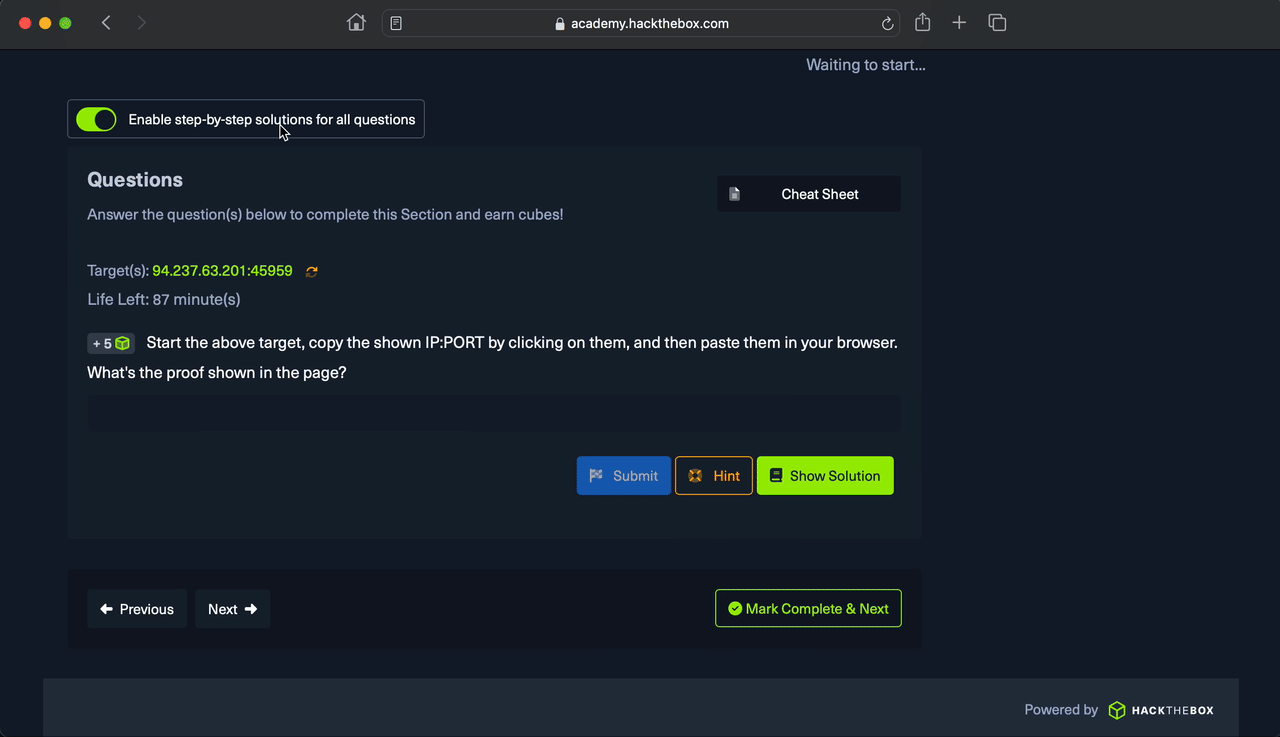 academy.hackthebox.com
Waiting to start...
Enable step-by-step solutions for all questions
Questions
Cheat Sheet
Answer the question(s) below to complete this Section and earn cubes!
Target(s): 94.237.63.201:45959
Life Left: 87 minute(s)
+ 5 Start the above target, copy the shown IP:PORT by clicking on them, and then paste them in your browser.
What's the proof shown in the page?
Submit Hint Show Solution
Previous Next Mark Complete & Next
Powered by HACKTHEBOX